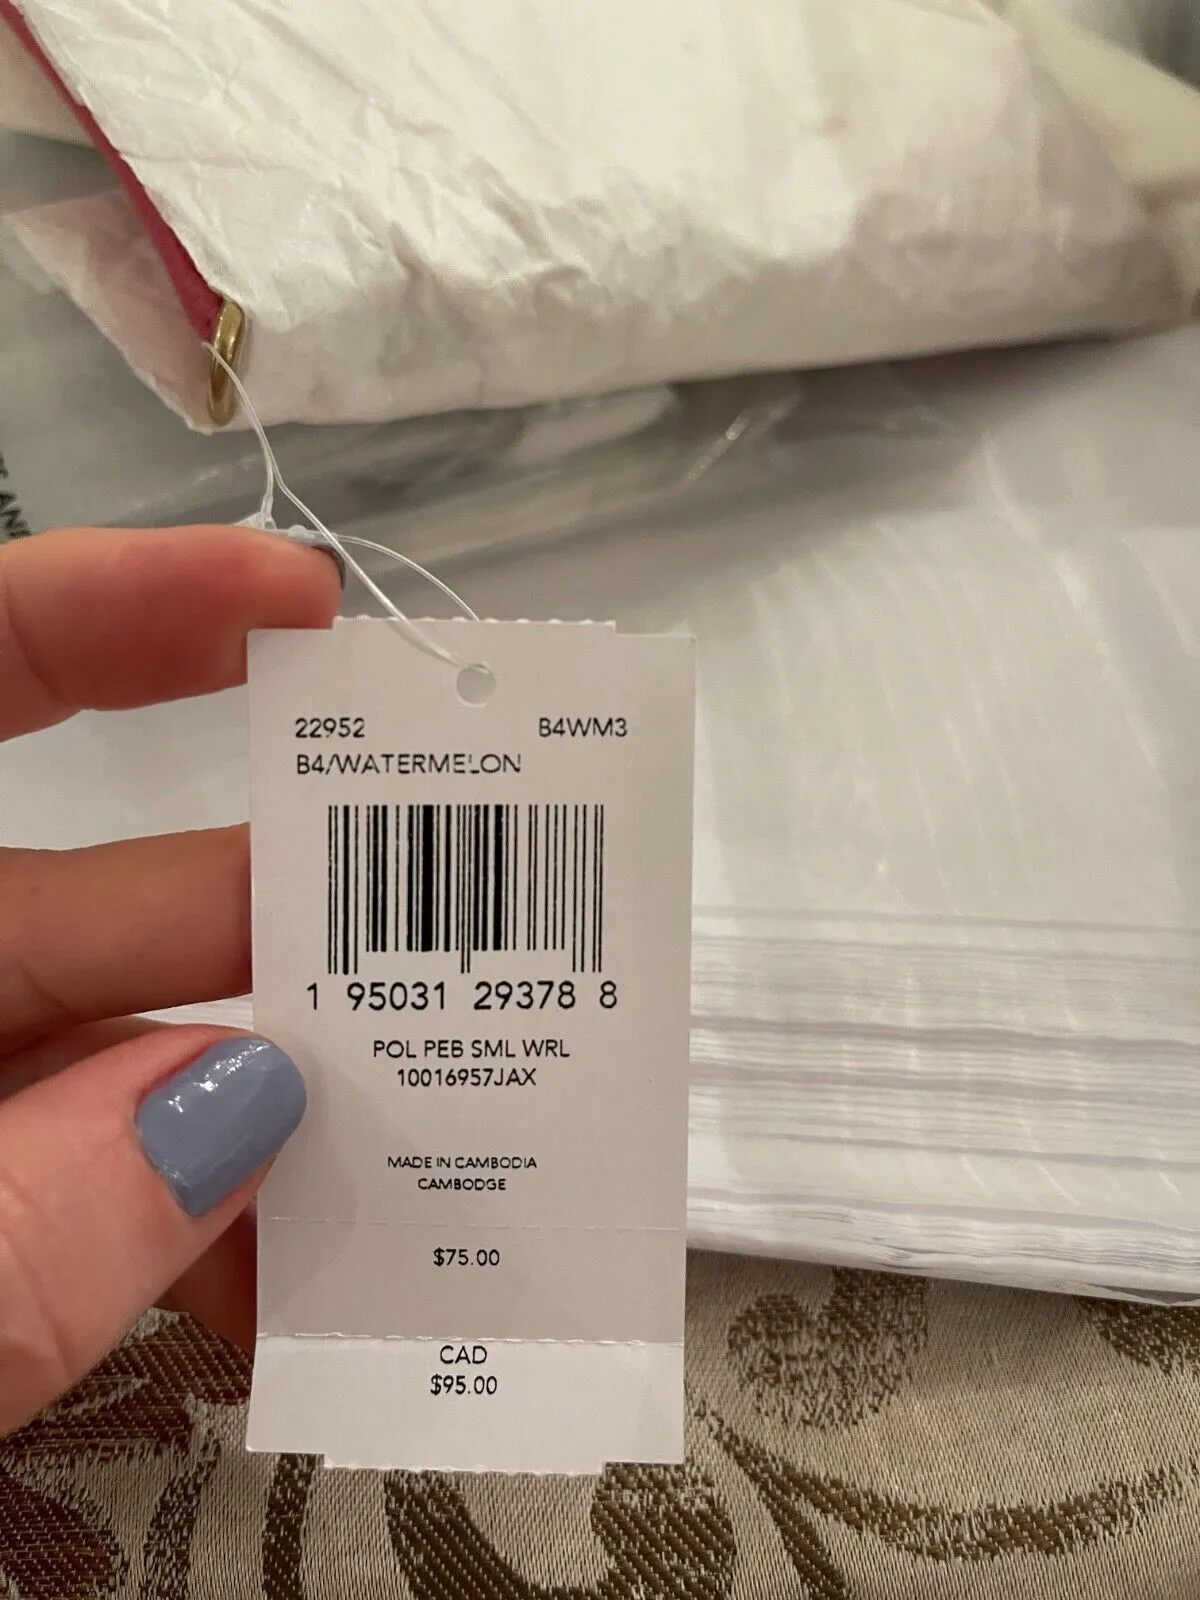 22952 B4WM3
B4/WATERMELON
1 95031 29378 8
POL PEB SML WRL
10016957JAX
MADE IN CAMBODIA
CAMBODGE
$75.00
CAD
$95.00